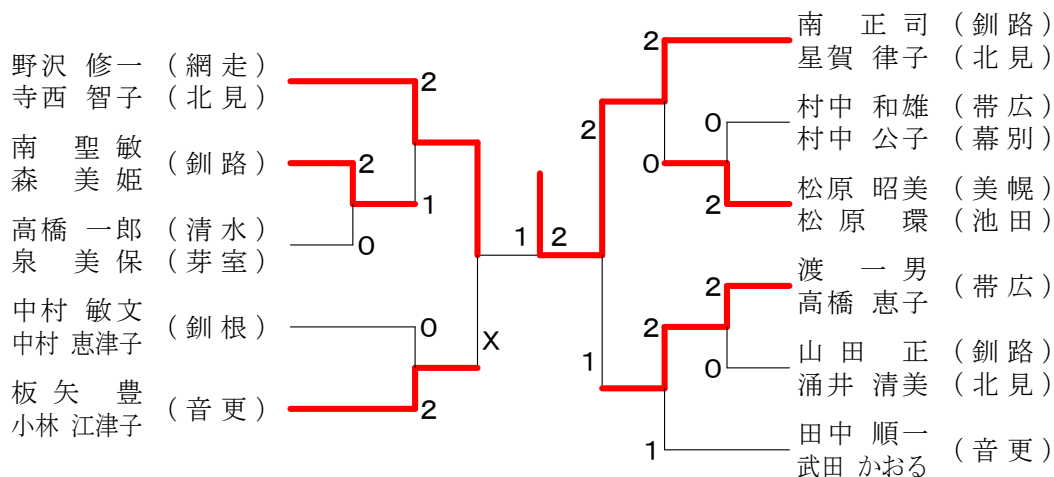 野沢 修一 （網走）
寺西 智子 （北見）
南 聖敏
森 美姫
（釧路）
高橋 一郎 （清水）
泉 美保 （芽室）
中村 敏文
中村 恵津子
（釧根）
板矢 豊
小林 江津子
（音更）
2
2
1
0
0
2
X
1
2
2
1
2
0
0
2
2
2
0
1
南 正司 （釧路）
星賀 律子 （北見）
村中 和雄 （帯広）
村中 公子 （幕別）
松原 昭美 （美幌）
松原 環 （池田）
渡 一男
高橋 恵子
（帯広）
山田 正 （釧路）
涌井 清美 （北見）
田中 順一
武田 かおる
（音更）